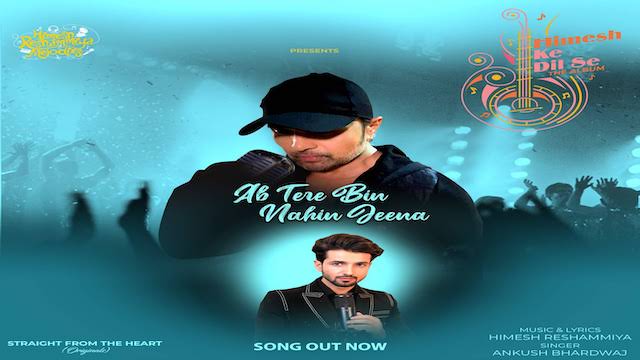 Himesh
Reshammiya
Melodies
PRESENTS
Himesh
Ke
Dil Se
THE ALBUM
Ab Tere Bin
Nahin Jeena
SONG OUT NOW
STRAIGHT FROM THE HEART
(Originals)
MUSIC & LYRICS
HIMESH RESHAMMIYA
SINGER
ANKUSH BHARDWAJ